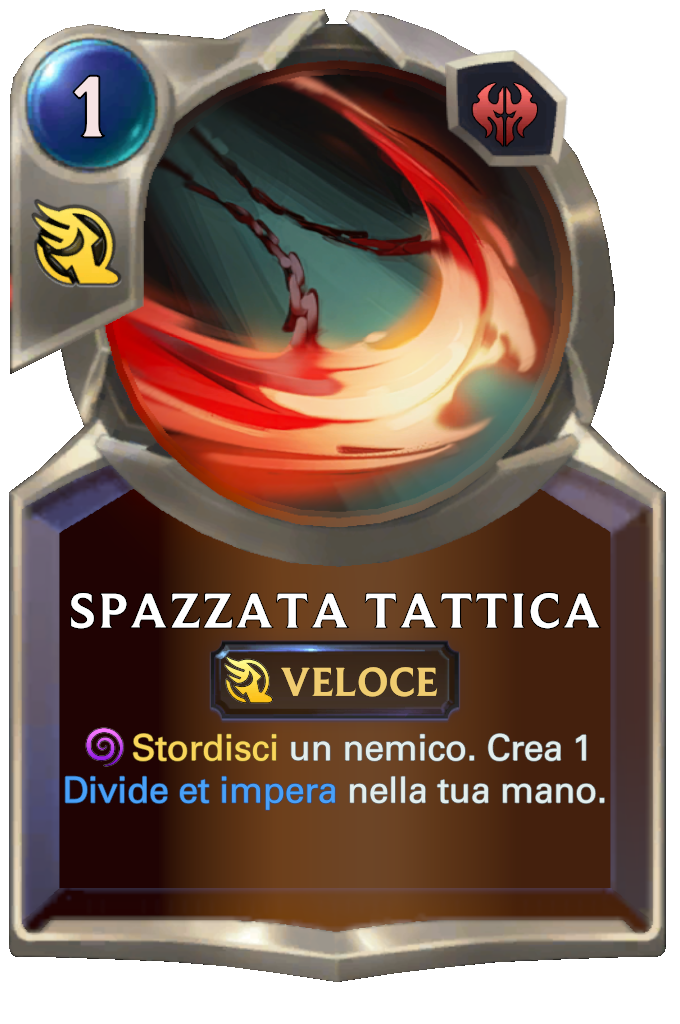 1
SPAZZATA TATTICA
VELOCE
Stordisci un nemico. Crea 1
Divide et impera nella tua mano.